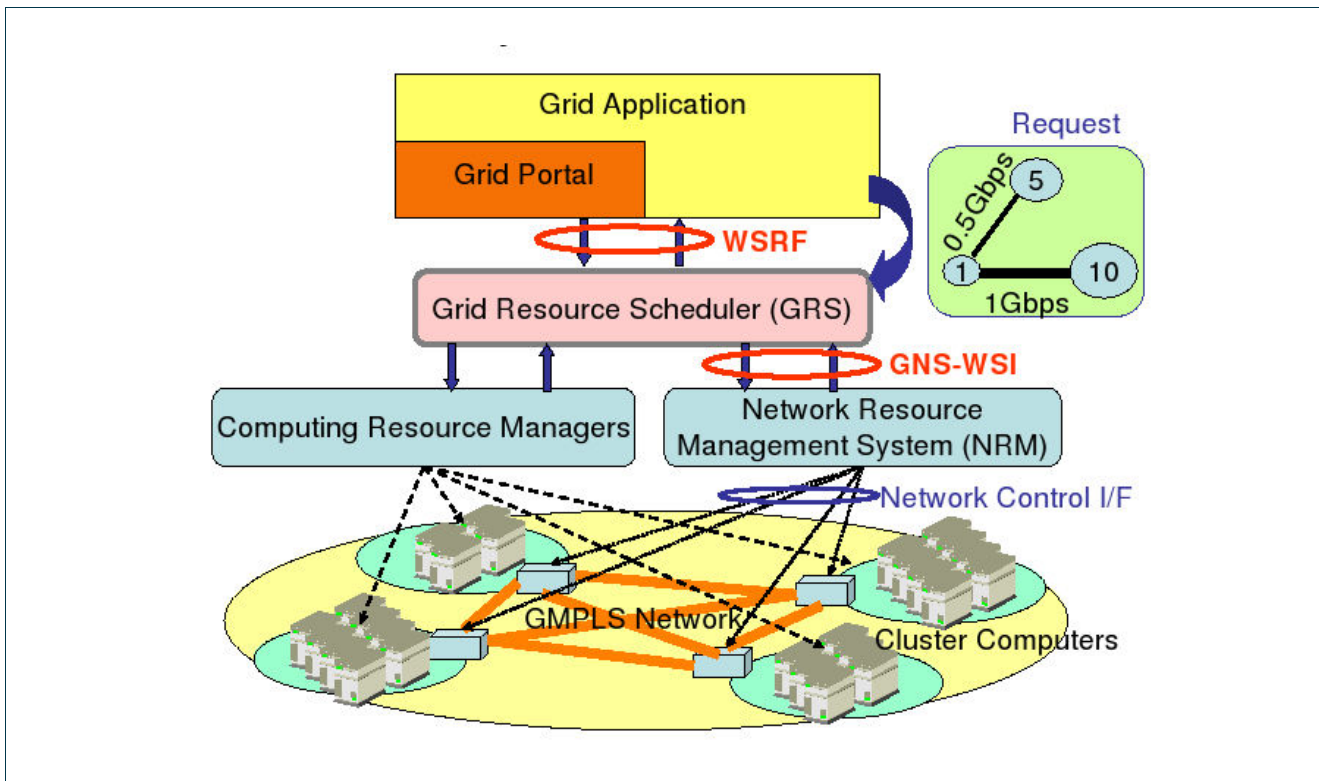 Grid Application
Grid Portal
Request
0.5Gbps
5
1
10
1Gbps
WSRF
Grid Resource Scheduler (GRS)
GNS-WSI
Computing Resource Managers
Network Resource
Management System (NRM)
Network Control I/F
GMPLS Network
Cluster Computers